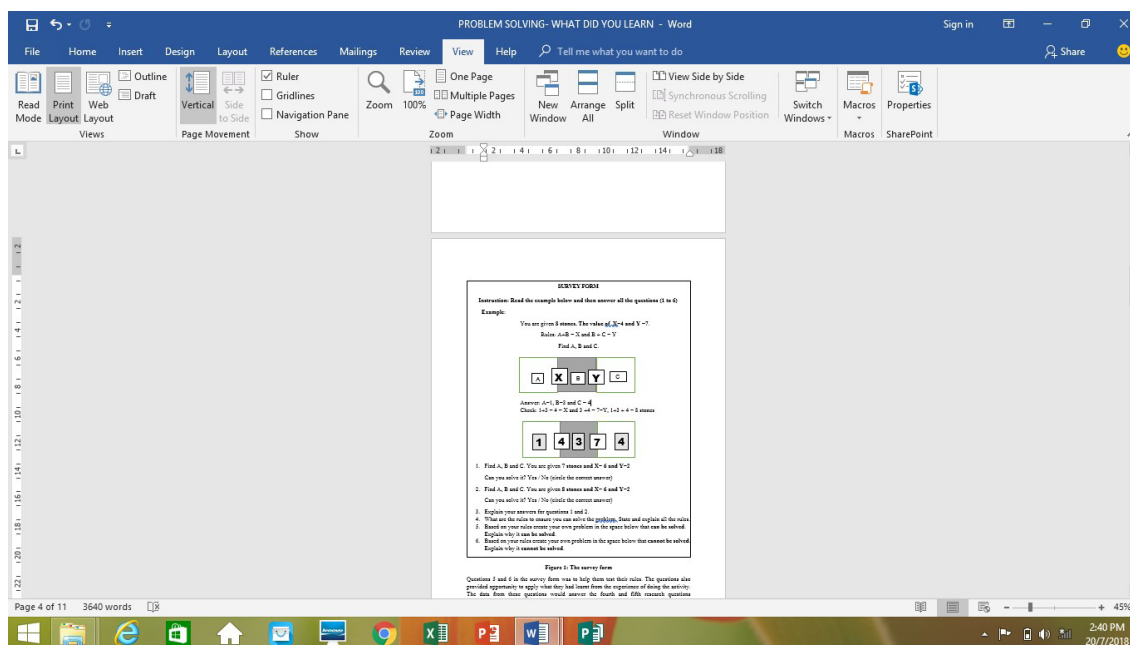 PROBLEM SOLVING- WHAT DID YOU LEARN - Word
Sign in
File Home Insert Design Layout References Mailings Review View Help Tell me what you want to do Share
Read Mode
Print Layout
Web Layout
Outline
Draft
Views
Vertical
Side to Side
Page Movement
Ruler
Gridlines
Navigation Pane
Show
Zoom
100%
One Page
Multiple Pages
Page Width
Zoom
New Window
Arrange All
Split
View Side by Side
Synchronous Scrolling
Reset Window Position
Window
Switch Windows
Macros
Macros
Properties
SharePoint
SURVEY FORM
Instruction: Read the example below and then answer all the questions (1 to 6)
Example:
You are given 8 stones. The value of X=4 and Y =7.
Rules: A+B = X and B + C = Y
Find A, B and C.
A X B Y C
Answer: A=1, B=3 and C = 4
Check: 1+3 = 4 = X and 3 +4 = 7=Y, 1+3 + 4 = 8 stones
1 4 3 7 4
1. Find A, B and C. You are given 7 stones and X= 6 and Y=2
Can you solve it? Yes / No (circle the correct answer)
2. Find A, B and C. You are given 8 stones and X= 6 and Y=2
Can you solve it? Yes / No (circle the correct answer)
3. Explain your answers for questions 1 and 2.
4. What are the rules to ensure you can solve the problem. State and explain all the rules.
5. Based on your rules create your own problem in the space below that can be solved.
Explain why it can be solved.
6. Based on your rules create your own problem in the space below that cannot be solved.
Explain why it cannot be solved.
Figure 1: The survey form
Questions 5 and 6 in the survey form was to help them test their rules. The questions also
provided opportunity to apply what they had learnt from the experience of doing the activity.
The data from these questions would answer the fourth and fifth research questions
Page 4 of 11 3640 words
45%
2:40 PM
20/7/2018